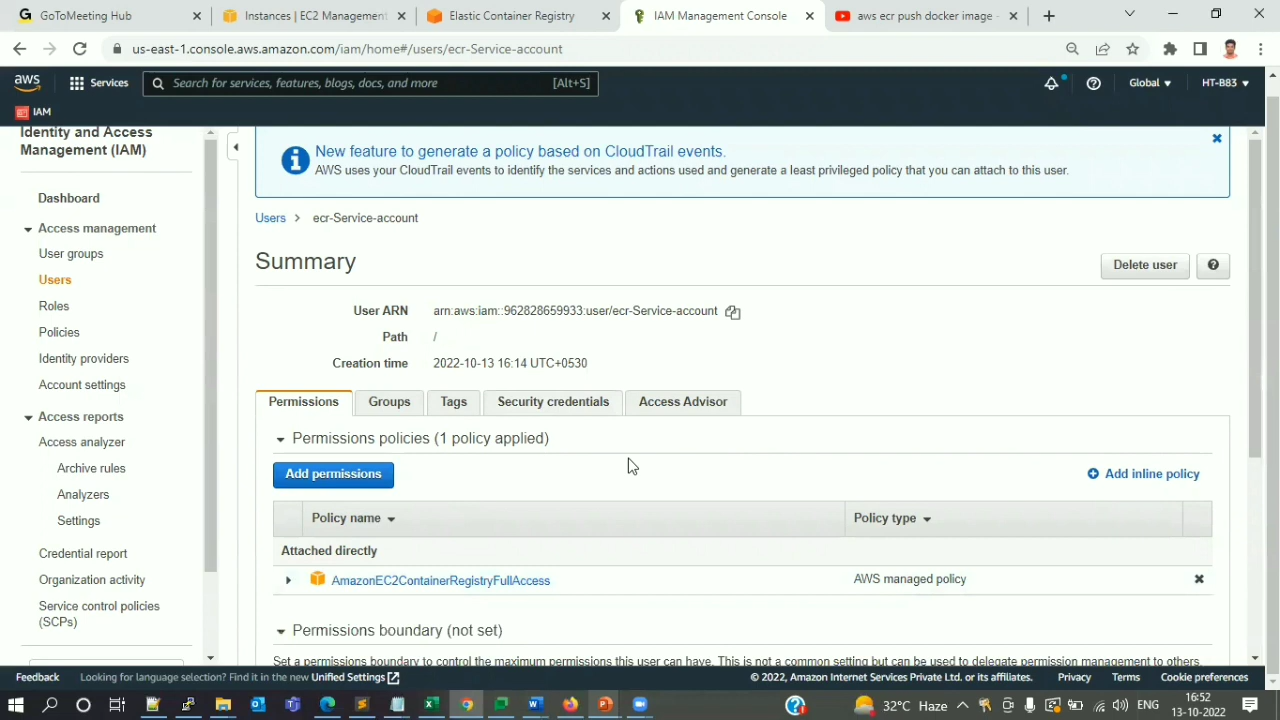 GoToMeeting Hub
Instances | EC2 Management
Elastic Container Registry
IAM Management Console
aws ecr push docker image -
us-east-1.console.aws.amazon.com/iam/home#/users/ecr-Service-account
aws
Services
Search for services, features, blogs, docs, and more
[Alt+S]
Global
HT-B83
IAM
Identity and Access
Management (IAM)
Dashboard
Access management
User groups
Users
Roles
Policies
Identity providers
Account settings
Access reports
Access analyzer
Archive rules
Analyzers
Settings
Credential report
Organization activity
Service control policies
(SCPs)
New feature to generate a policy based on CloudTrail events.
AWS uses your CloudTrail events to identify the services and actions used and generate a least privileged policy that you can attach to this user.
Users > ecr-Service-account
Summary
Delete user
User ARN arn:aws:iam::962828659933:user/ecr-Service-account
Path /
Creation time 2022-10-13 16:14 UTC+0530
Permissions Groups Tags Security credentials Access Advisor
Permissions policies (1 policy applied)
Add permissions
Add inline policy
Policy name Policy type
Attached directly
AmazonEC2ContainerRegistryFullAccess AWS managed policy
Permissions boundary (not set)
Set a permissions boundary to control the maximum permissions this user can have. This is not a common setting but can be used to delegate permission management to others.
Feedback
Looking for language selection? Find it in the new Unified Settings
© 2022, Amazon Internet Services Private Ltd. or its affiliates.
Privacy
Terms
Cookie preferences
32°C Haze
ENG
16:52
13-10-2022